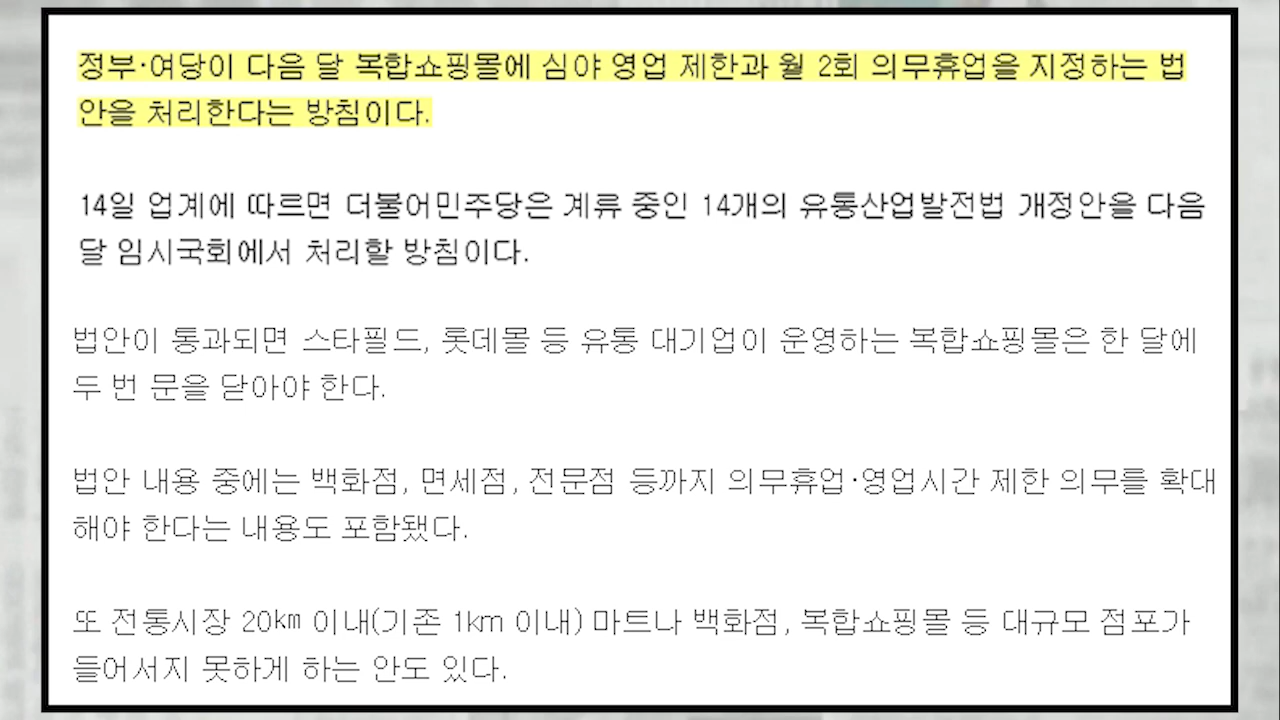 정부·여당이 다음 달 복합쇼핑몰에 심야 영업 제한과 월 2회 의무휴업을 지정하는 법
안을 처리한다는 방침이다.
14일 업계에 따르면 더불어민주당은 계류 중인 14개의 유통산업발전법 개정안을 다음
달 임시국회에서 처리할 방침이다.
법안이 통과되면 스타필드, 롯데몰 등 유통 대기업이 운영하는 복합쇼핑몰은 한 달에
두 번 문을 닫아야 한다.
법안 내용 중에는 백화점, 면세점, 전문점 등까지 의무휴업·영업시간 제한 의무를 확대
해야 한다는 내용도 포함됐다.
또 전통시장 20km 이내(기존 1km 이내) 마트나 백화점, 복합쇼핑몰 등 대규모 점포가
들어서지 못하게 하는 안도 있다.